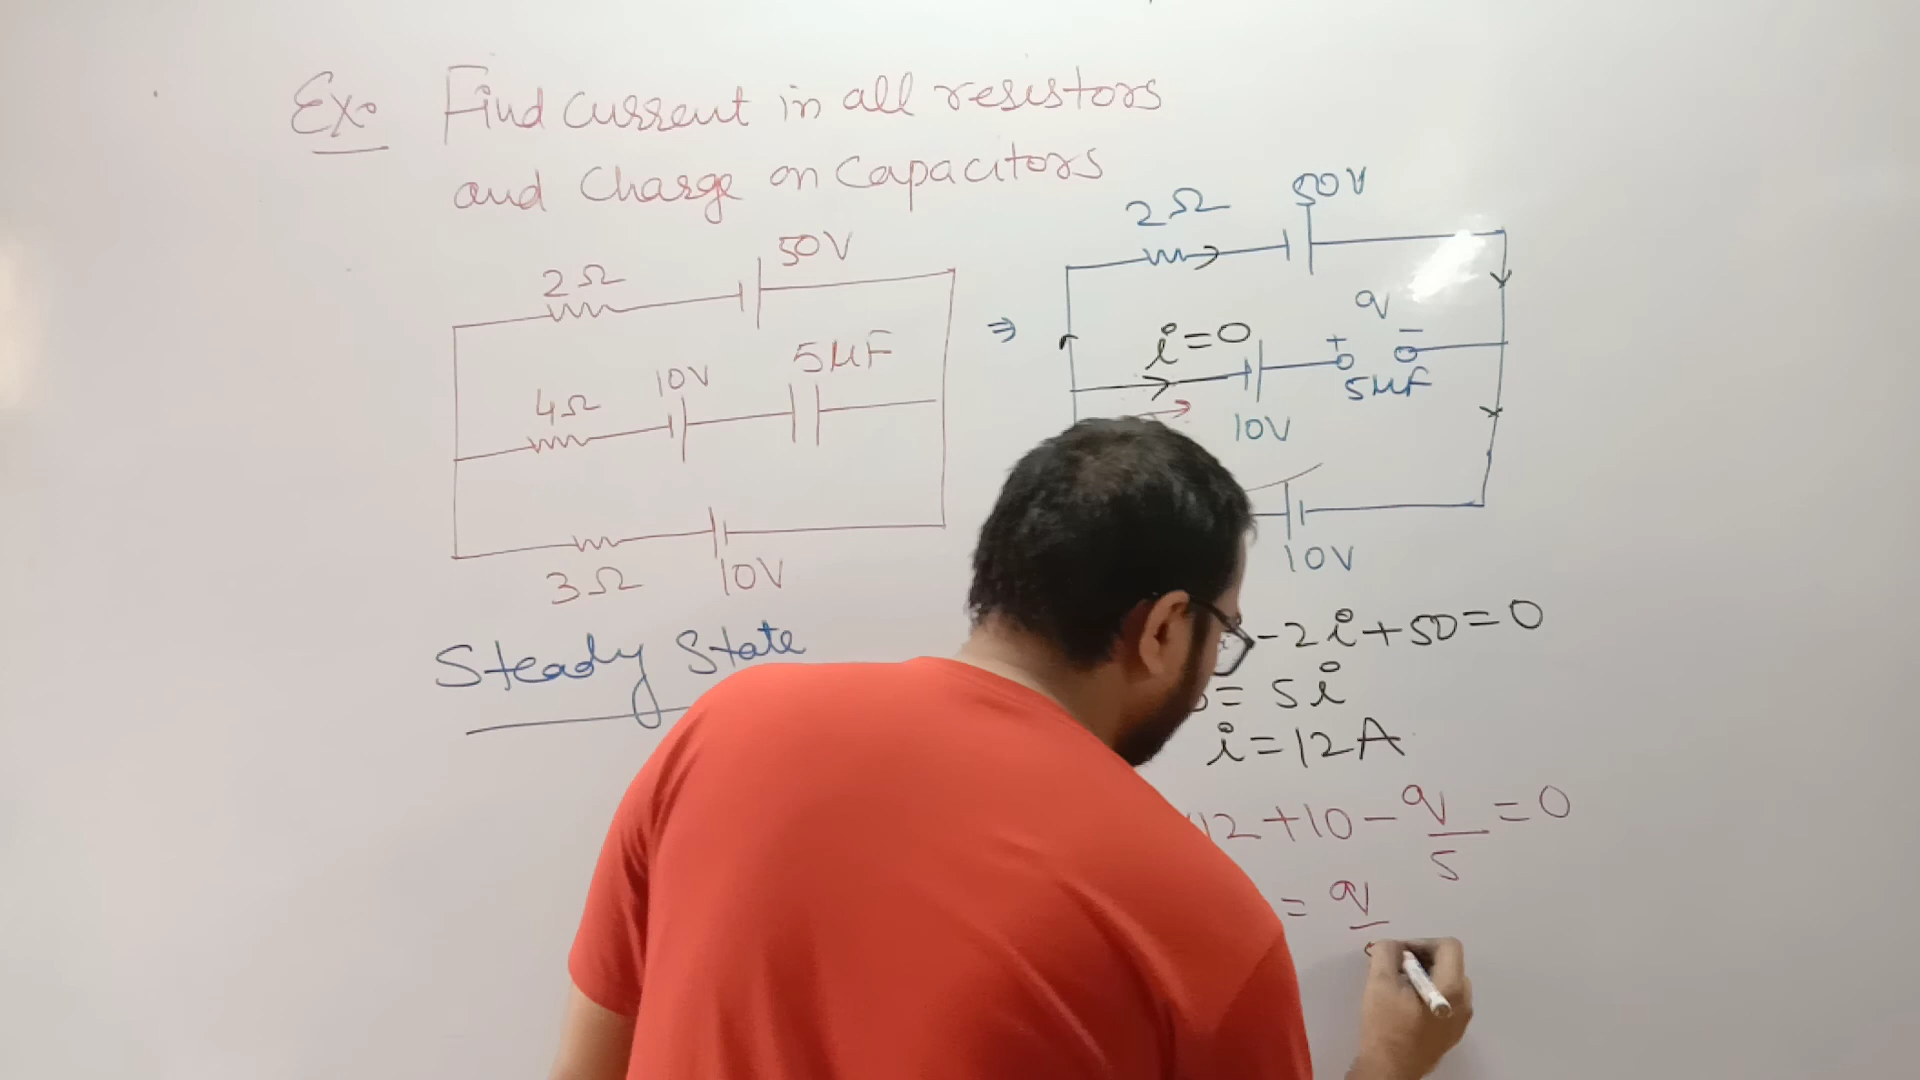 Ex. Find current in all resistors
and charge on capacitors
2Ω 50V
4Ω 10V 5μF
3Ω 10V
Steady State
⇒
2Ω 50V
i=0 q
+ −
10V 5μF
10V
-2i+50=0
= 5i
i=12A
12+10-q/5=0
= q/